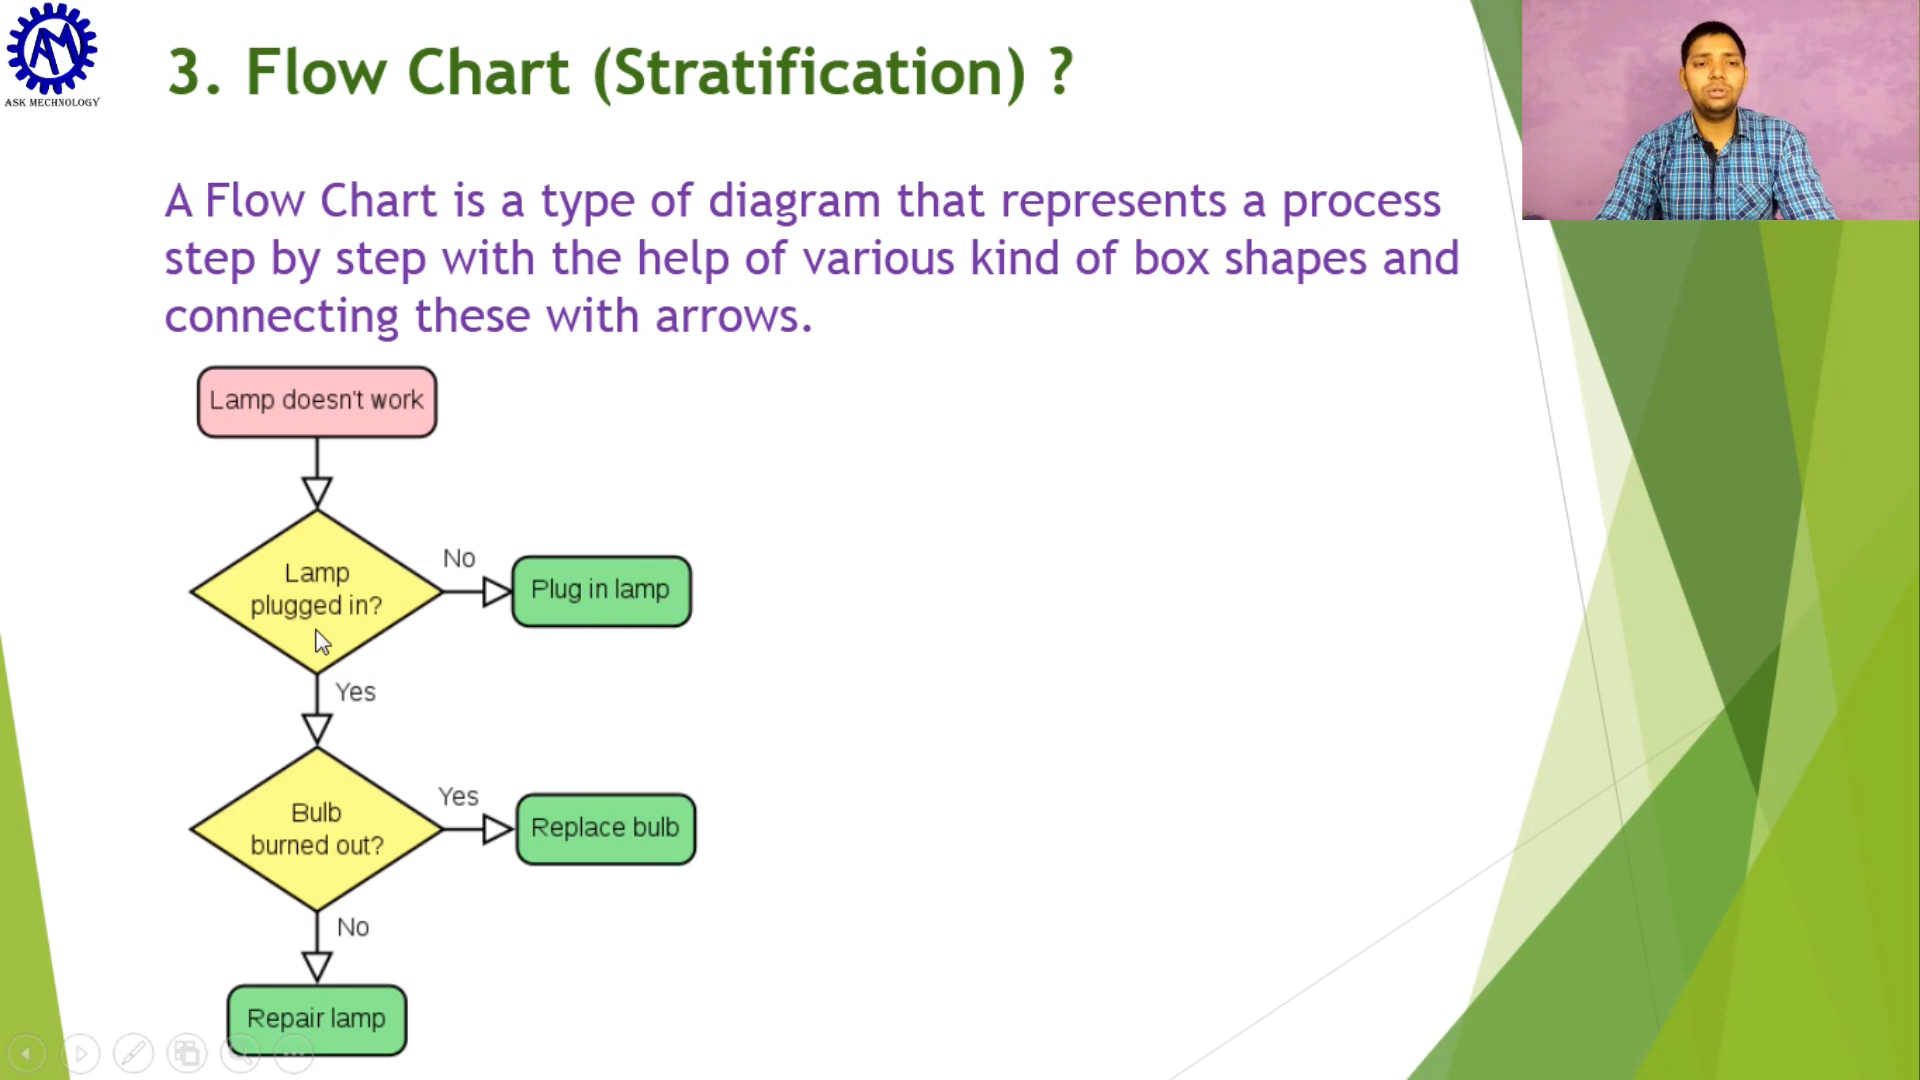 AM
ASK MECHNOLOGY
3. Flow Chart (Stratification) ?
A Flow Chart is a type of diagram that represents a process
step by step with the help of various kind of box shapes and
connecting these with arrows.
Lamp doesn't work
Lamp
plugged in?
No
Plug in lamp
Yes
Bulb
burned out?
Yes
Replace bulb
No
Repair lamp